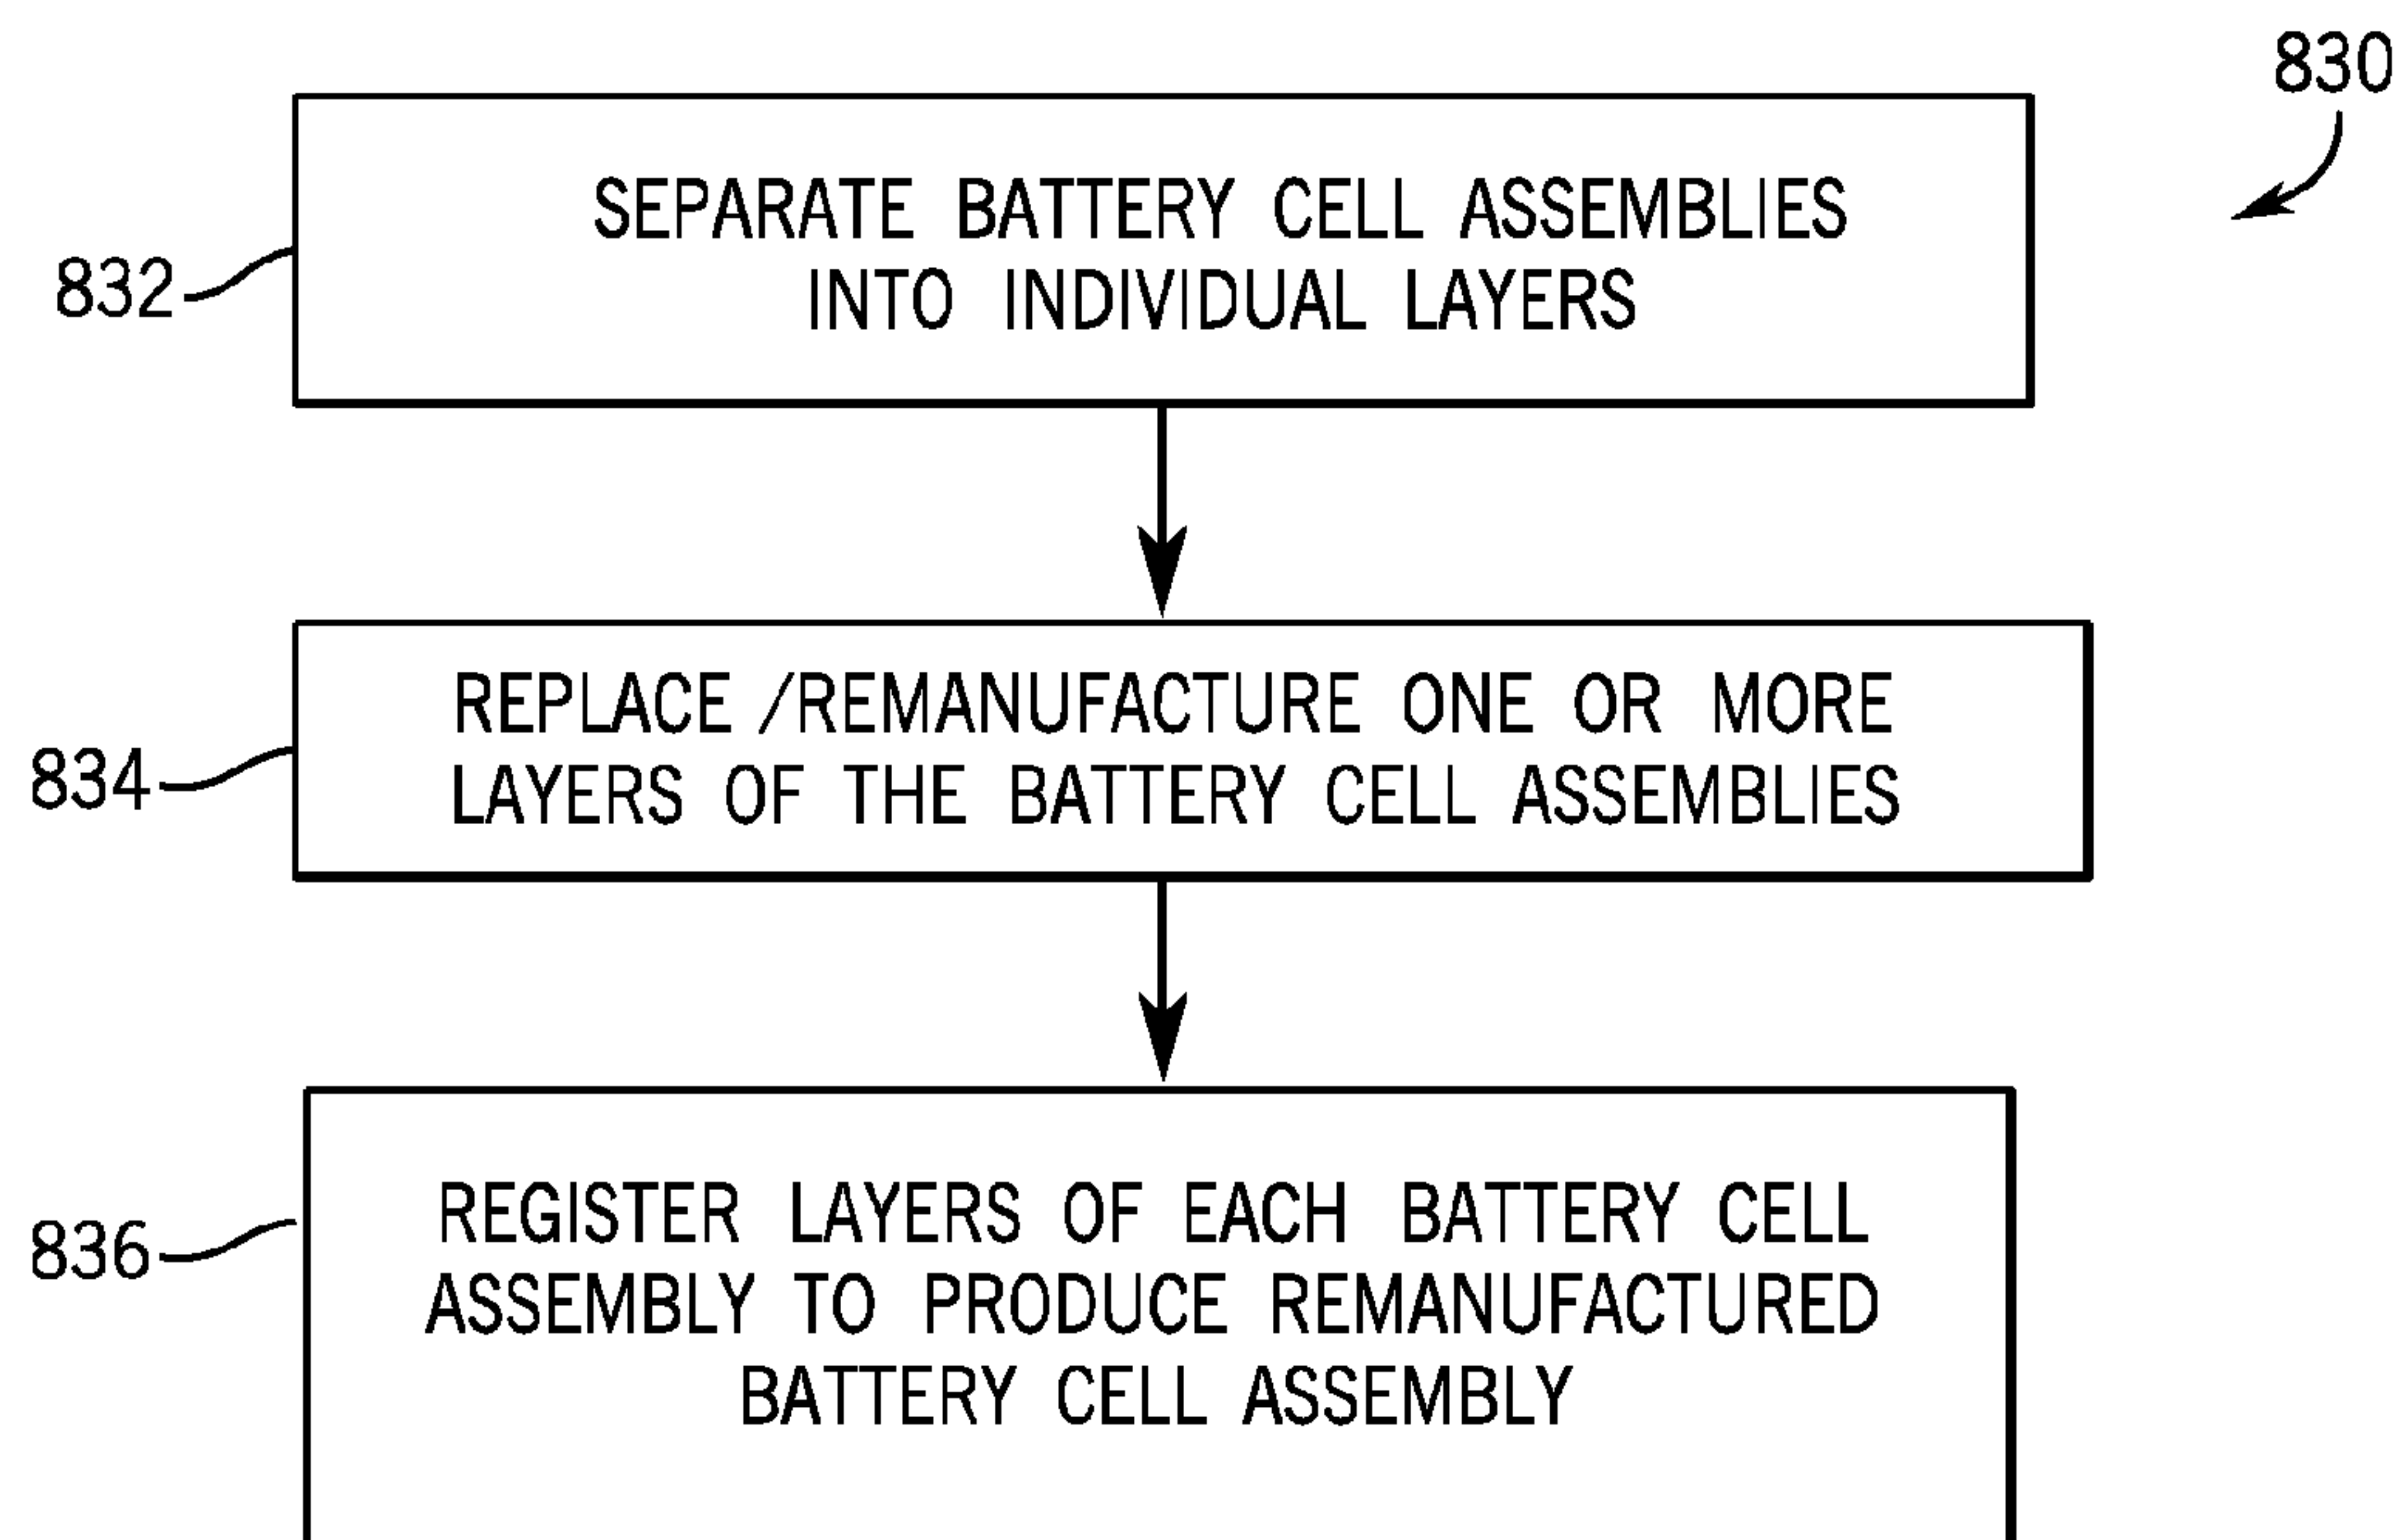 830
SEPARATE BATTERY CELL ASSEMBLIES
INTO INDIVIDUAL LAYERS
832
REPLACE /REMANUFACTURE ONE OR MORE
LAYERS OF THE BATTERY CELL ASSEMBLIES
834
REGISTER LAYERS OF EACH BATTERY CELL
ASSEMBLY TO PRODUCE REMANUFACTURED
BATTERY CELL ASSEMBLY
836